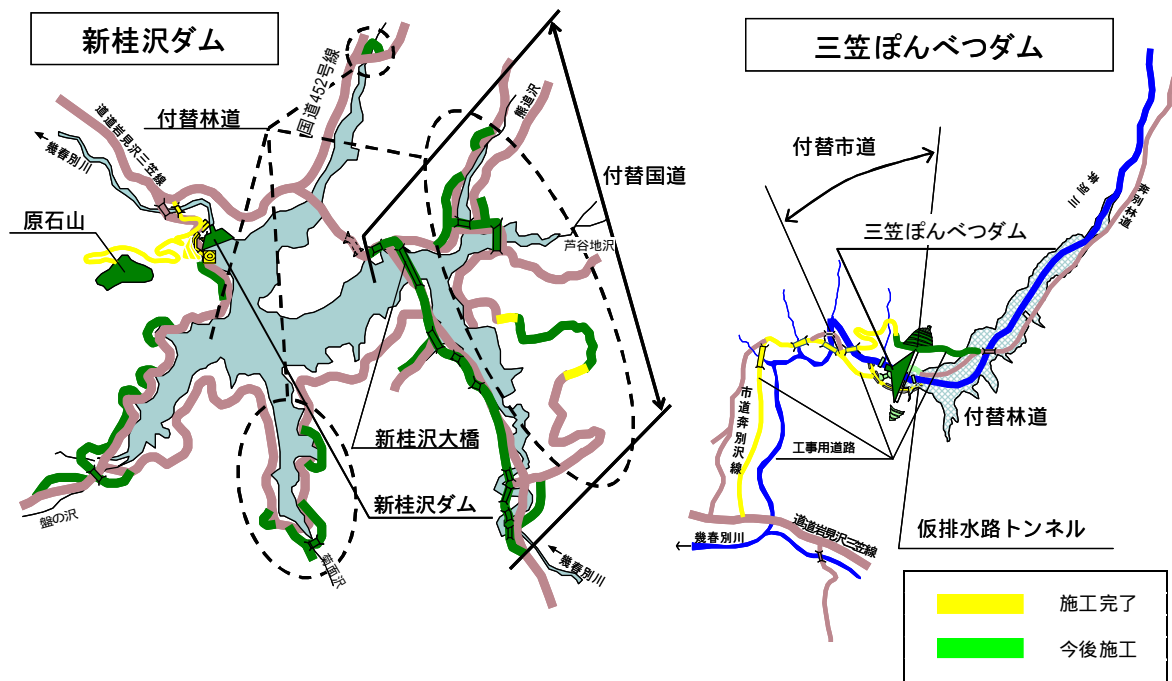 新桂沢ダム
国道452号線
熊追沢
付替林道
道道岩見沢三笠線
幾春別川
付替国道
原石山
芦谷地沢
新桂沢大橋
新桂沢ダム
盤の沢
菊面沢
幾春別川
三笠ぽんべつダム
付替市道
奔別川
奔別林道
三笠ぽんべつダム
付替林道
市道奔別沢線
工事用道路
仮排水路トンネル
道道岩見沢三笠線
幾春別川
施工完了
今後施工